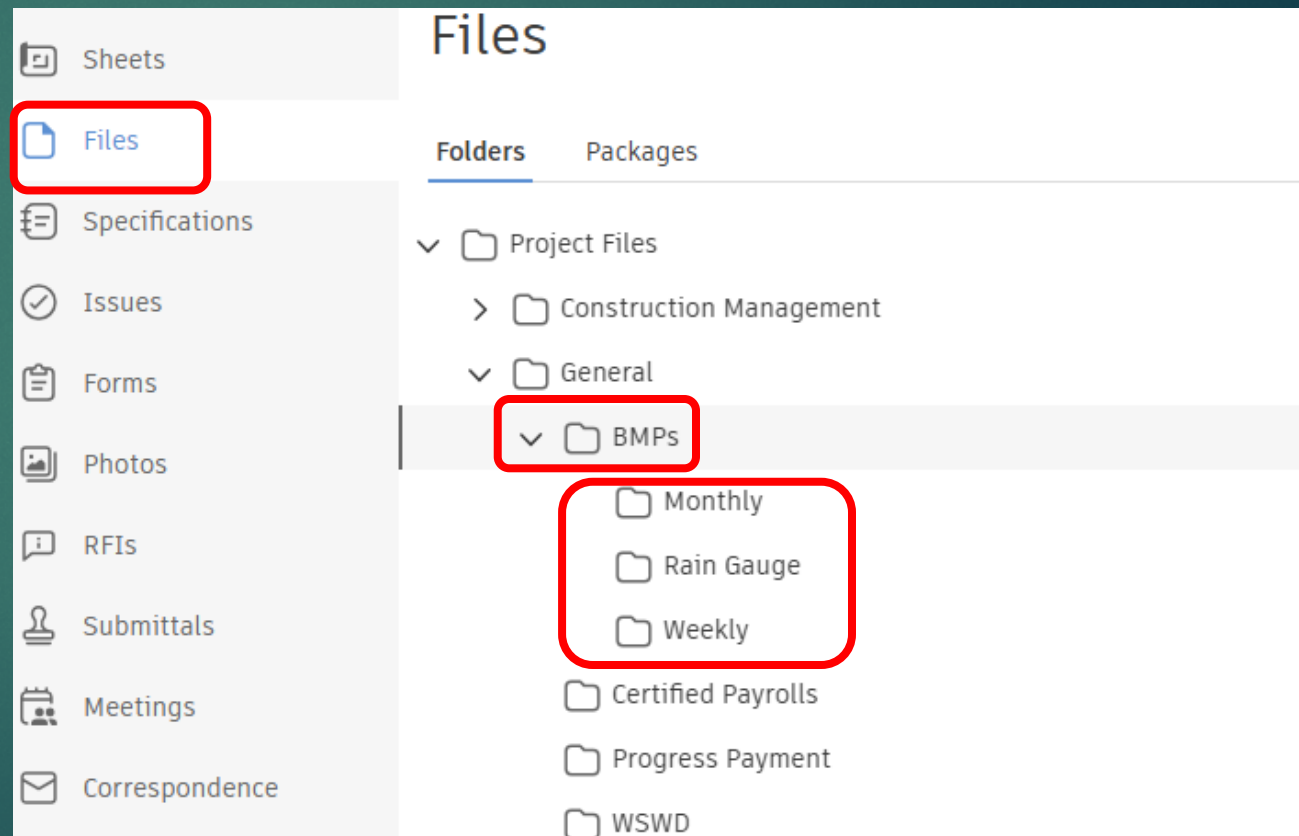 Sheets
Files
Specifications
Issues
Forms
Photos
RFIs
Submittals
Meetings
Correspondence
Files
Folders Packages
Project Files
Construction Management
General
BMPs
Monthly
Rain Gauge
Weekly
Certified Payrolls
Progress Payment
WSWD